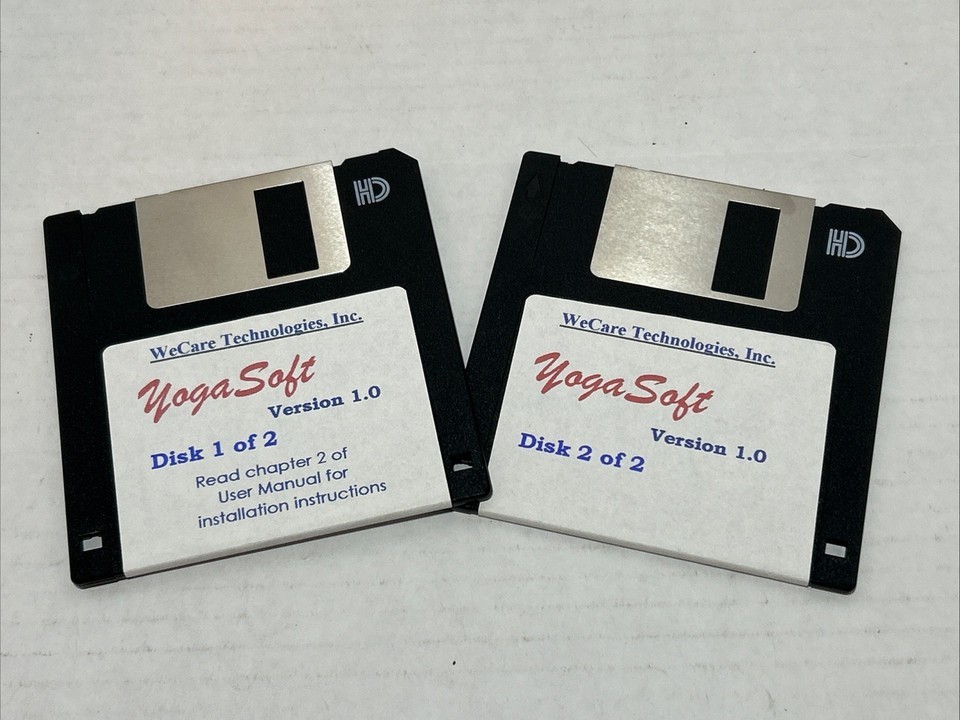 HD
WeCare Technologies, Inc.
YogaSoft
Version 1.0
Disk 1 of 2
Read chapter 2 of
User Manual for
installation instructions
HD
WeCare Technologies, Inc.
YogaSoft
Version 1.0
Disk 2 of 2